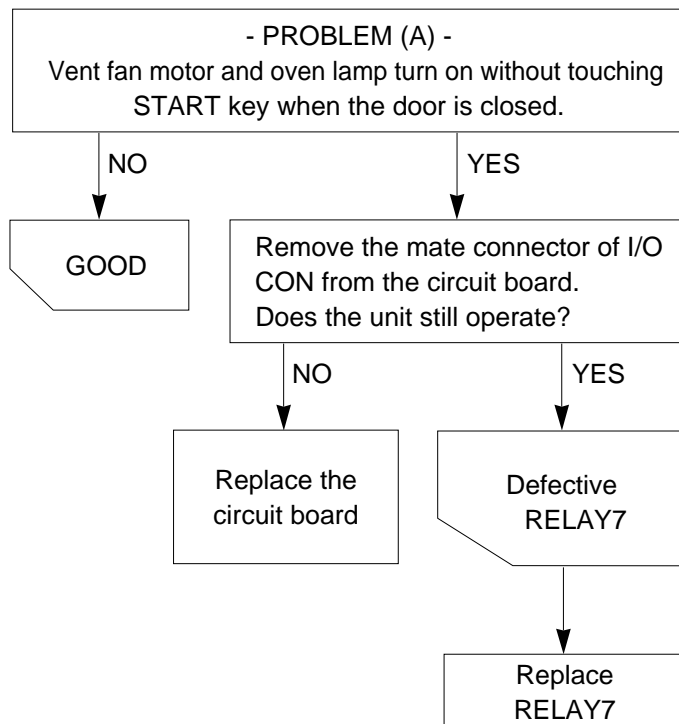 - PROBLEM (A) -
Vent fan motor and oven lamp turn on without touching
START key when the door is closed.
NO
YES
GOOD
Remove the mate connector of I/O
CON from the circuit board.
Does the unit still operate?
NO
YES
Replace the
circuit board
Defective
RELAY7
Replace
RELAY7